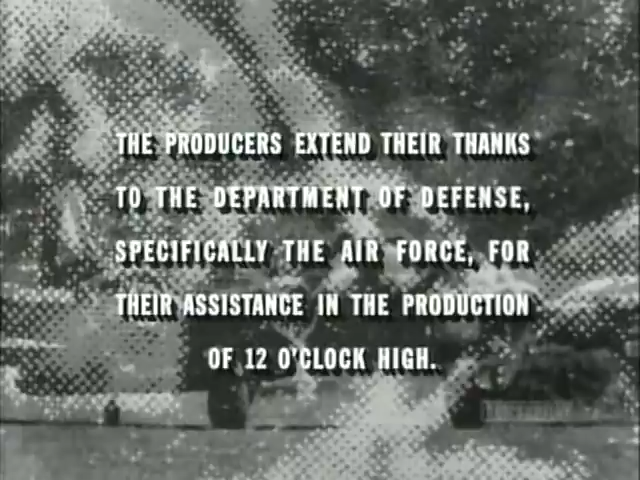 THE PRODUCERS EXTEND THEIR THANKS
TO THE DEPARTMENT OF DEFENSE,
SPECIFICALLY THE AIR FORCE, FOR
THEIR ASSISTANCE IN THE PRODUCTION
OF 12 O'CLOCK HIGH.